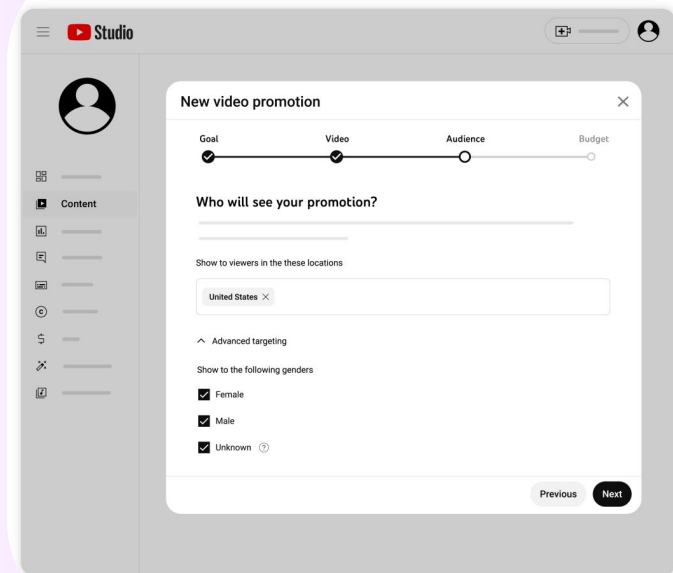 Studio
New video promotion
Goal
Video
Audience
Budget
Content
Who will see your promotion?
Show to viewers in the these locations
United States
Advanced targeting
Show to the following genders
Female
Male
Unknown ?
Previous
Next